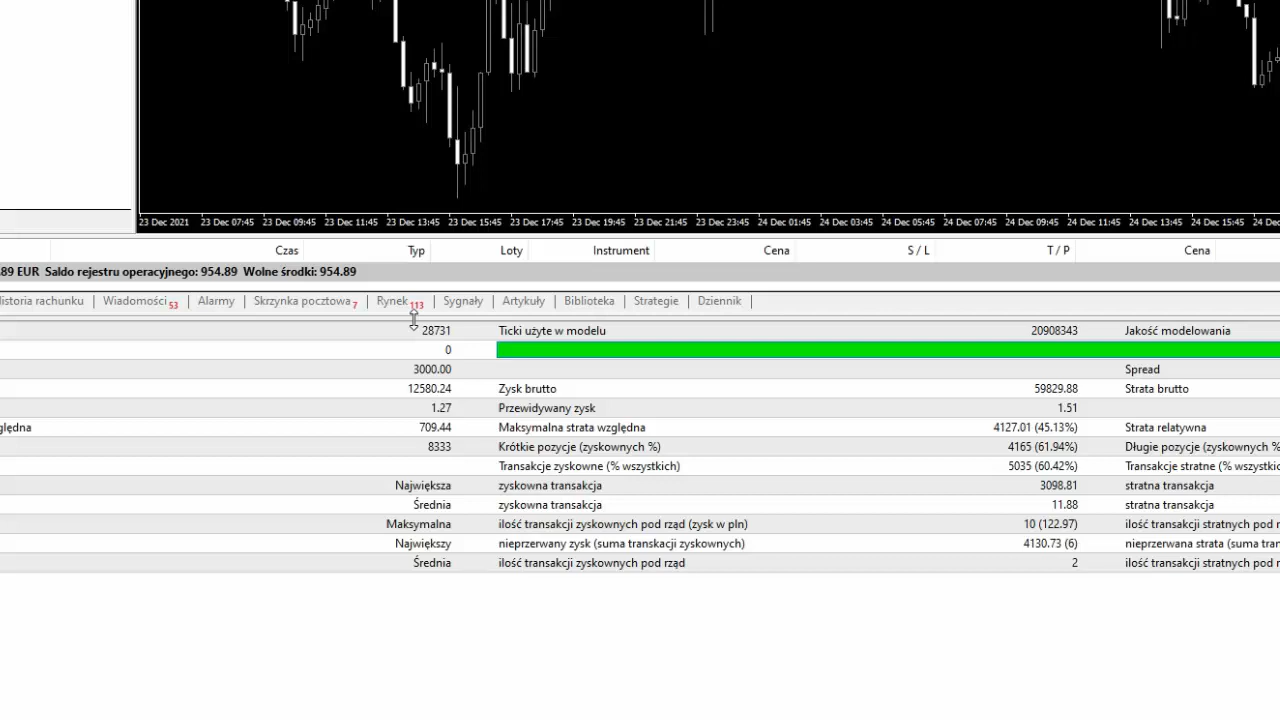 23 Dec 2021 23 Dec 07:45 23 Dec 09:45 23 Dec 11:45 23 Dec 13:45 23 Dec 15:45 23 Dec 17:45 23 Dec 19:45 23 Dec 21:45 23 Dec 23:45 24 Dec 01:45 24 Dec 03:45 24 Dec 05:45 24 Dec 07:45 24 Dec 09:45 24 Dec 11:45 24 Dec 13:45 24 Dec 15:45 24 Dec
Czas Typ Loty Instrument Cena S / L T / P Cena
.89 EUR Saldo rejestru operacyjnego: 954.89 Wolne środki: 954.89
istoria rachunku | Wiadomości 53 | Alarmy | Skrzynka pocztowa 7 | Rynek 113 | Sygnały | Artykuły | Biblioteka | Strategie | Dziennik |
28731 Ticki użyte w modelu 20908343 Jakość modelowania
0
3000.00 Spread
12580.24 Zysk brutto 59829.88 Strata brutto
1.27 Przewidywany zysk 1.51
ględna 709.44 Maksymalna strata względna 4127.01 (45.13%) Strata relatywna
8333 Krótkie pozycje (zyskownych %) 4165 (61.94%) Długie pozycje (zyskownych %
Transakcje zyskowne (% wszystkich) 5035 (60.42%) Transakcje stratne (% wszystkic
Największa zyskowna transakcja 3098.81 stratna transakcja
Średnia zyskowna transakcja 11.88 stratna transakcja
Maksymalna ilość transakcji zyskownych pod rząd (zysk w pln) 10 (122.97) ilość transakcji stratnych pod r
Największy nieprzerwany zysk (suma transkacji zyskownych) 4130.73 (6) nieprzerwana strata (suma tran
Średnia ilość transakcji zyskownych pod rząd 2 ilość transakcji stratnych pod r